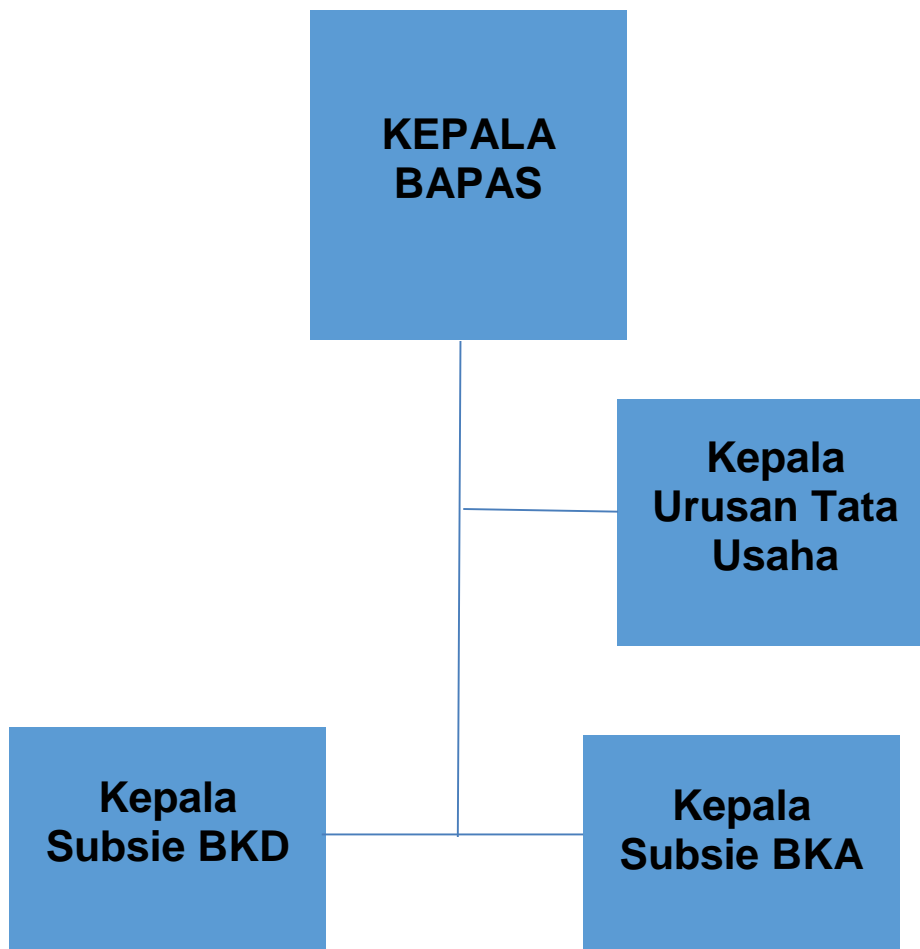 KEPALA
BAPAS
Kepala
Urusan Tata
Usaha
Kepala
Subsie BKD
Kepala
Subsie BKA